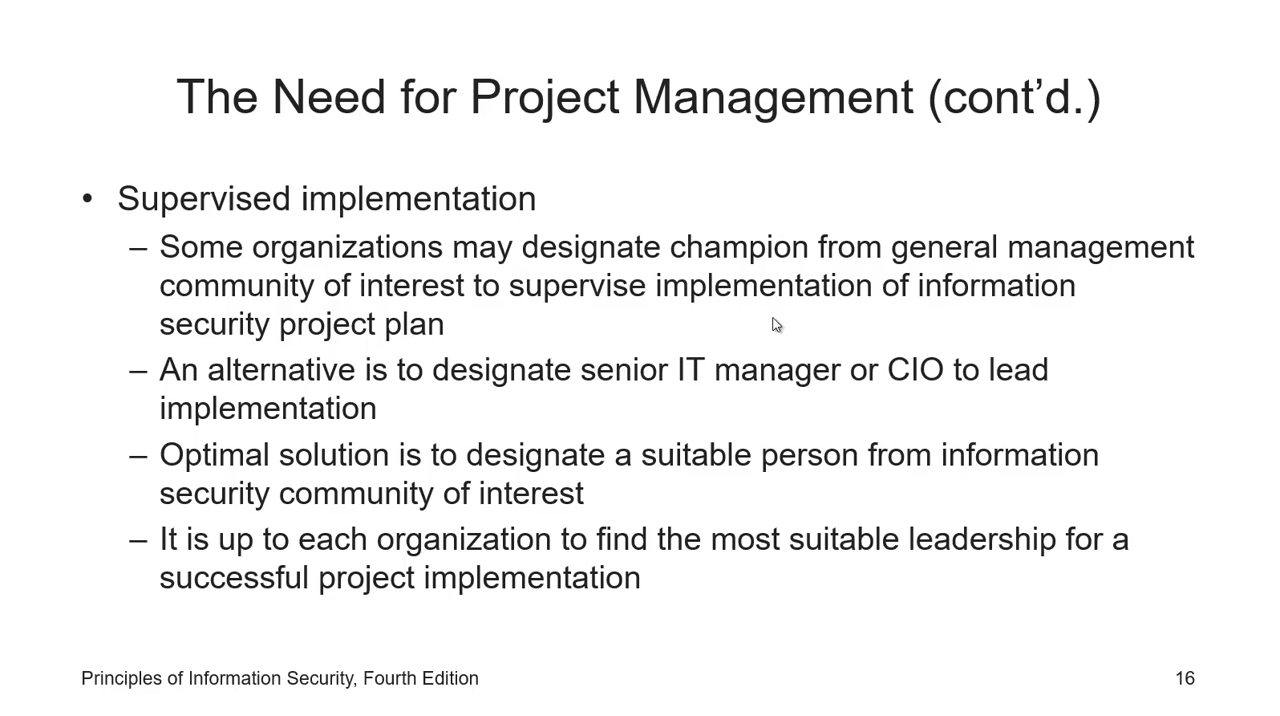 The Need for Project Management (cont’d.)
• Supervised implementation
– Some organizations may designate champion from general management
community of interest to supervise implementation of information
security project plan
– An alternative is to designate senior IT manager or CIO to lead
implementation
– Optimal solution is to designate a suitable person from information
security community of interest
– It is up to each organization to find the most suitable leadership for a
successful project implementation
Principles of Information Security, Fourth Edition
16